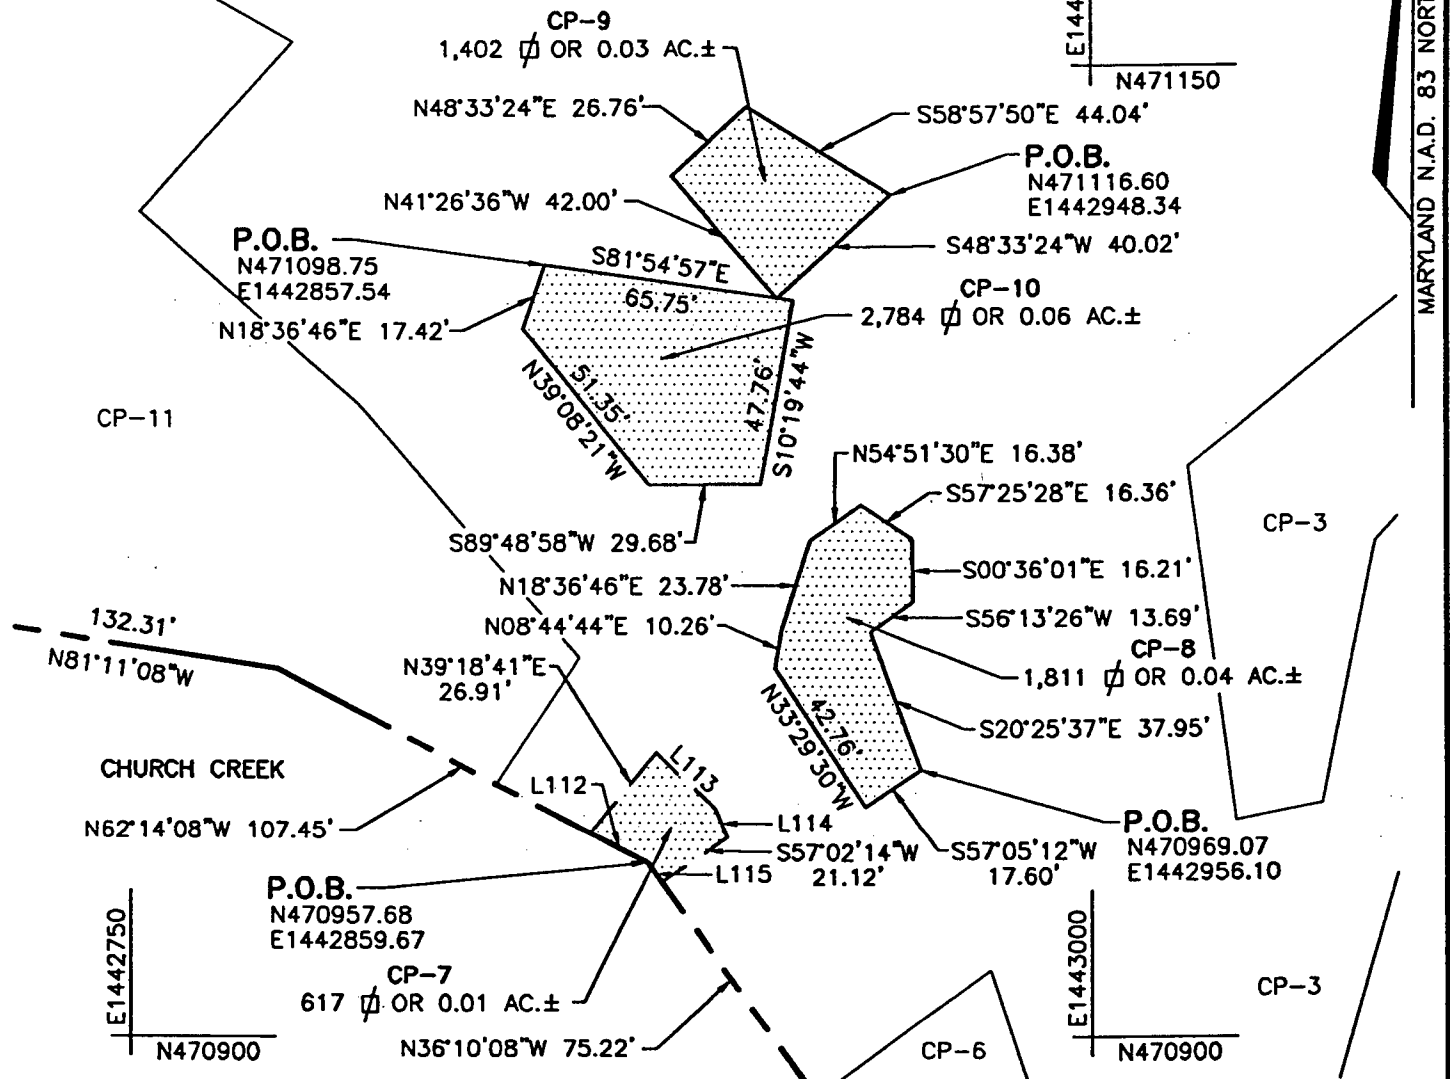 CP-9
1,402 ⏍ OR 0.03 AC.±
E144
N471150
MARYLAND N.A.D. 83 NORT
N48°33'24"E 26.76'
S58°57'50"E 44.04'
P.O.B.
N471116.60
E1442948.34
N41°26'36"W 42.00'
S48°33'24"W 40.02'
P.O.B.
N471098.75
E1442857.54
S81°54'57"E
65.75'
CP-10
2,784 ⏍ OR 0.06 AC.±
N18°36'46"E 17.42'
51.35'
N39°08'21"W
47.76'
S10°19'44"W
CP-11
N54°51'30"E 16.38'
S57°25'28"E 16.36'
CP-3
S89°48'58"W 29.68'
N18°36'46"E 23.78'
S00°36'01"E 16.21'
N08°44'44"E 10.26'
S56°13'26"W 13.69'
132.31'
N81°11'08"W
N39°18'41"E
26.91'
CP-8
1,811 ⏍ OR 0.04 AC.±
42.76'
N33°29'30"W
S20°25'37"E 37.95'
CHURCH CREEK
L112
L113
N62°14'08"W 107.45'
L114
S57°02'14"W
21.12'
L115
S57°05'12"W
17.60'
P.O.B.
N470969.07
E1442956.10
P.O.B.
N470957.68
E1442859.67
E1442750
N470900
CP-7
617 ⏍ OR 0.01 AC.±
N36°10'08"W 75.22'
E1443000
N470900
CP-3
CP-6